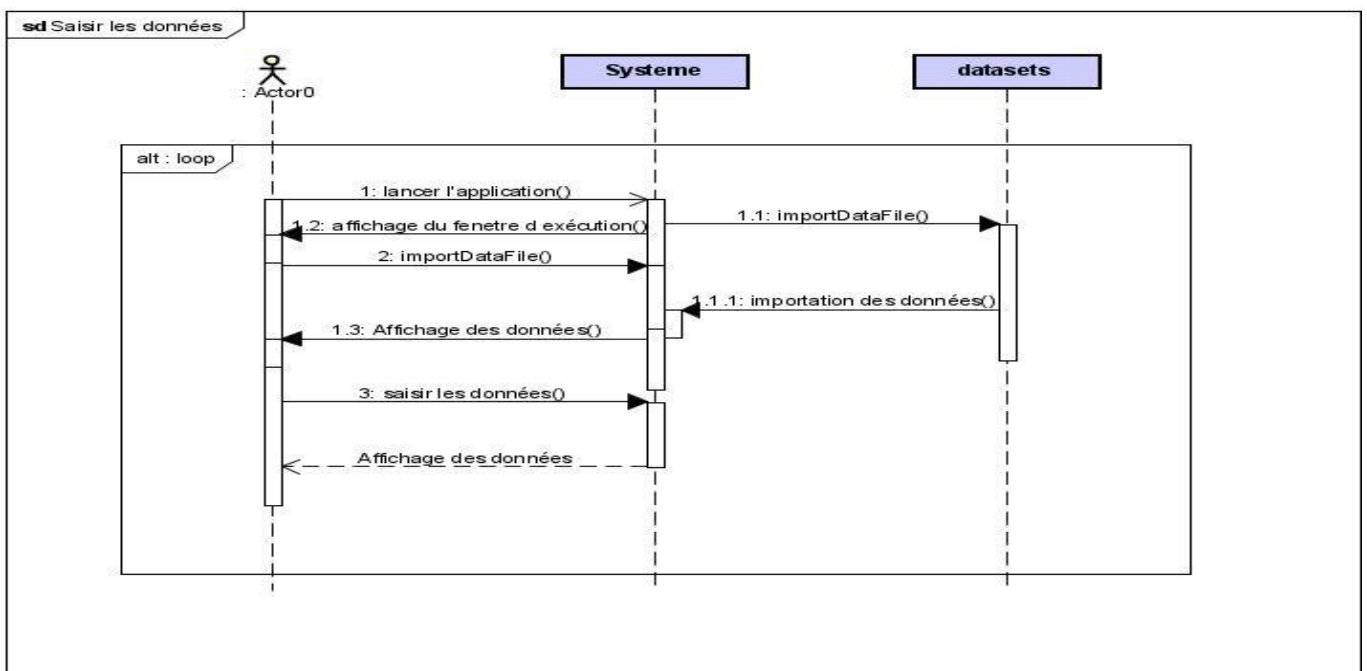 sd Saisir les données
: Actor0
Systeme
datasets
alt : loop
1: lancer l'application()
1.1: importDataFile()
1.2: affichage du fenetre d exécution()
2: importDataFile()
1.1.1: importation des données()
1.3: Affichage des données()
3: saisir les données()
Affichage des données